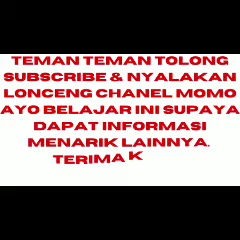 TEMAN TEMAN TOLONG
SUBSCRIBE & NYALAKAN
LONCENG CHANEL MOMO
AYO BELAJAR INI SUPAYA
DAPAT INFORMASI
MENARIK LAINNYA.
TERIMA K